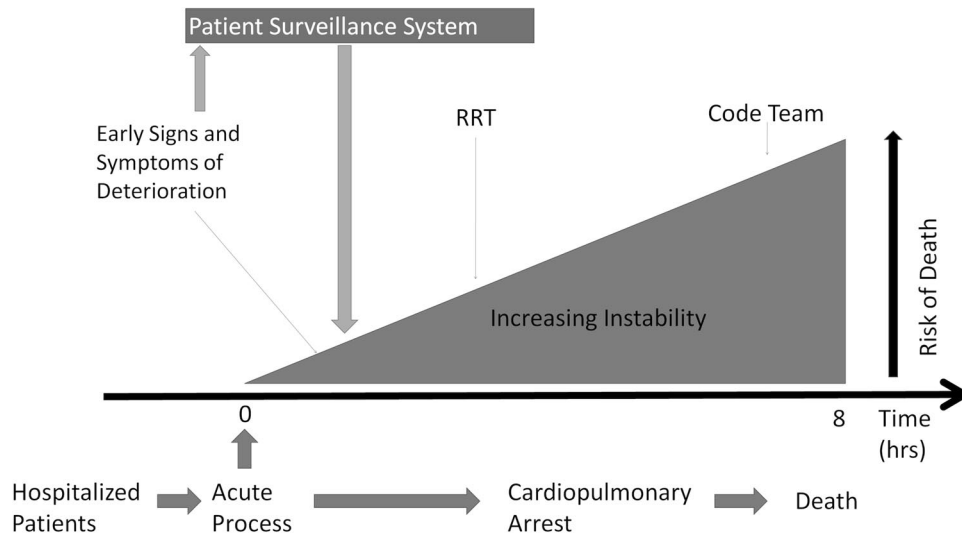 Patient Surveillance System
Early Signs and
Symptoms of
Deterioration
RRT
Code Team
Increasing Instability
Risk of Death
0
8
Time
(hrs)
Hospitalized
Patients
Acute
Process
Cardiopulmonary
Arrest
Death